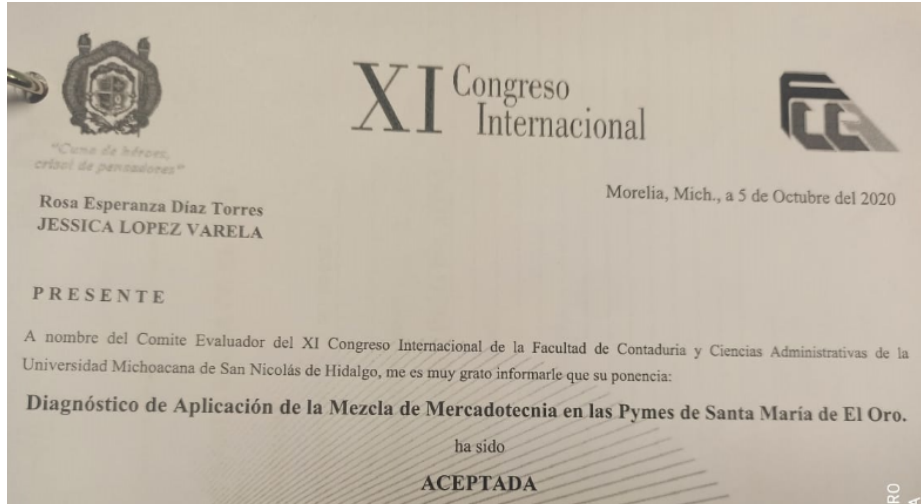 "Cuna de héroes,
crisol de pensadores"
XI Congreso
Internacional
FCCA
Morelia, Mich., a 5 de Octubre del 2020
Rosa Esperanza Díaz Torres
JESSICA LOPEZ VARELA
PRESENTE
A nombre del Comite Evaluador del XI Congreso Internacional de la Facultad de Contaduria y Ciencias Administrativas de la
Universidad Michoacana de San Nicolás de Hidalgo, me es muy grato informarle que su ponencia:
Diagnóstico de Aplicación de la Mezcla de Mercadotecnia en las Pymes de Santa María de El Oro.
ha sido
ACEPTADA